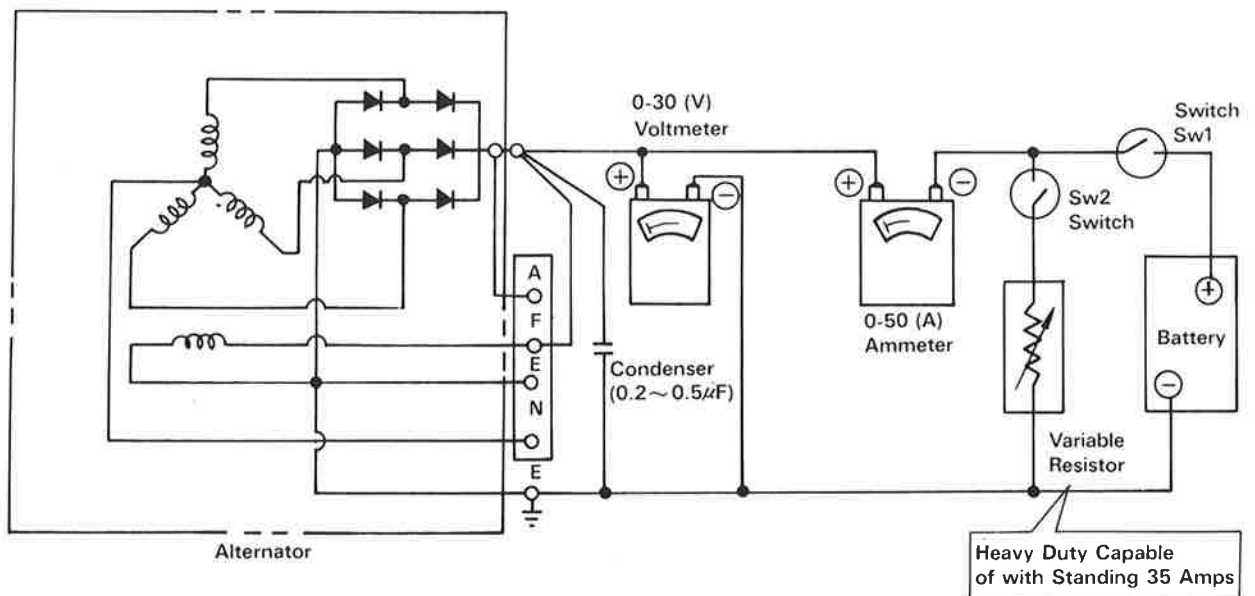 0-30 (V)
Voltmeter
Switch
Sw1
+
−
+
−
Sw2
Switch
A
F
E
N
E
0-50 (A)
Ammeter
+
Battery
−
Condenser
(0.2~0.5μF)
Variable
Resistor
Alternator
Heavy Duty Capable
of with Standing 35 Amps